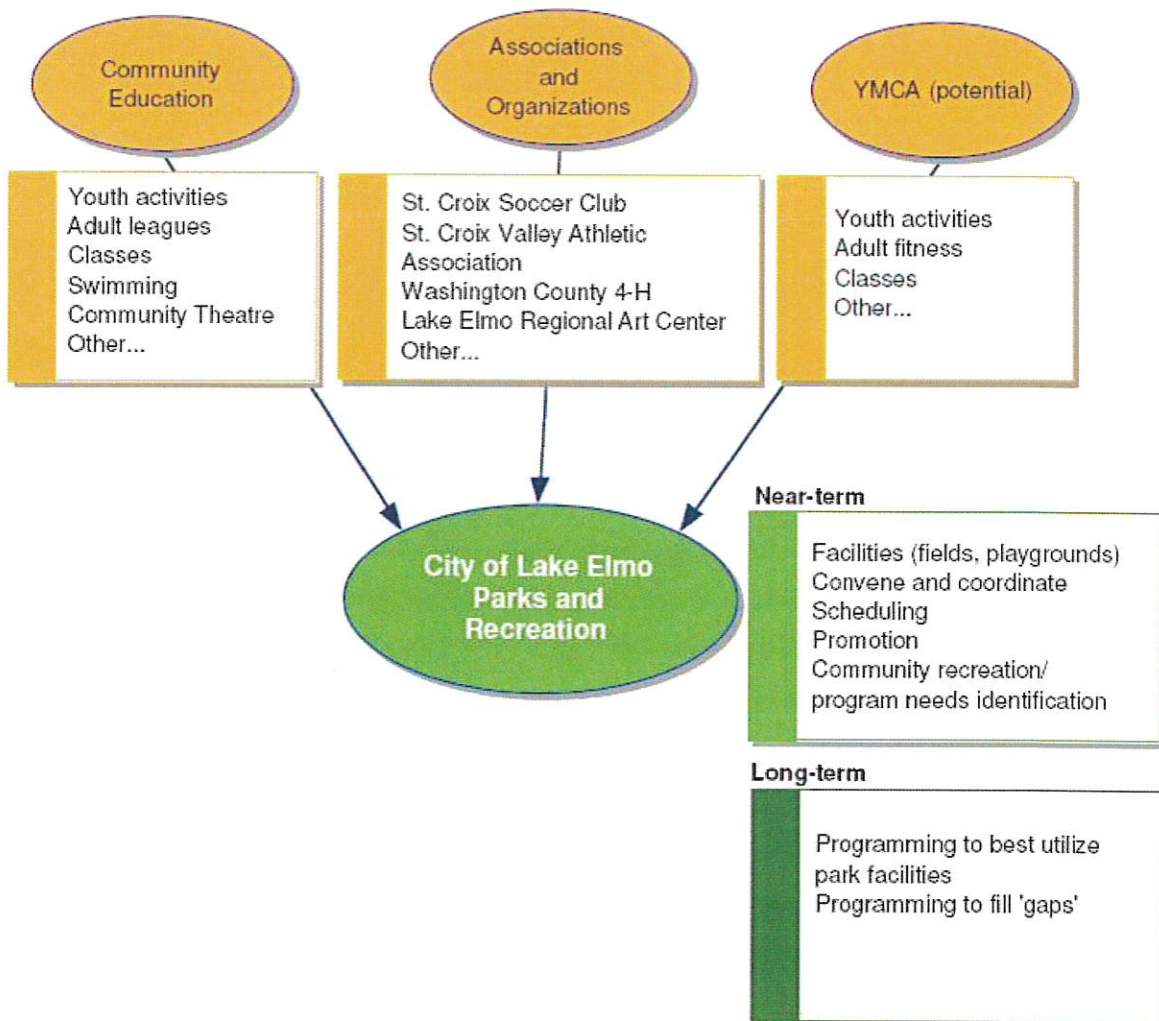 Community
Education
Associations
and
Organizations
YMCA (potential)
Youth activities
Adult leagues
Classes
Swimming
Community Theatre
Other...
St. Croix Soccer Club
St. Croix Valley Athletic
Association
Washington County 4-H
Lake Elmo Regional Art Center
Other...
Youth activities
Adult fitness
Classes
Other...
City of Lake Elmo
Parks and
Recreation
Near-term
Facilities (fields, playgrounds)
Convene and coordinate
Scheduling
Promotion
Community recreation/
program needs identification
Long-term
Programming to best utilize
park facilities
Programming to fill 'gaps'